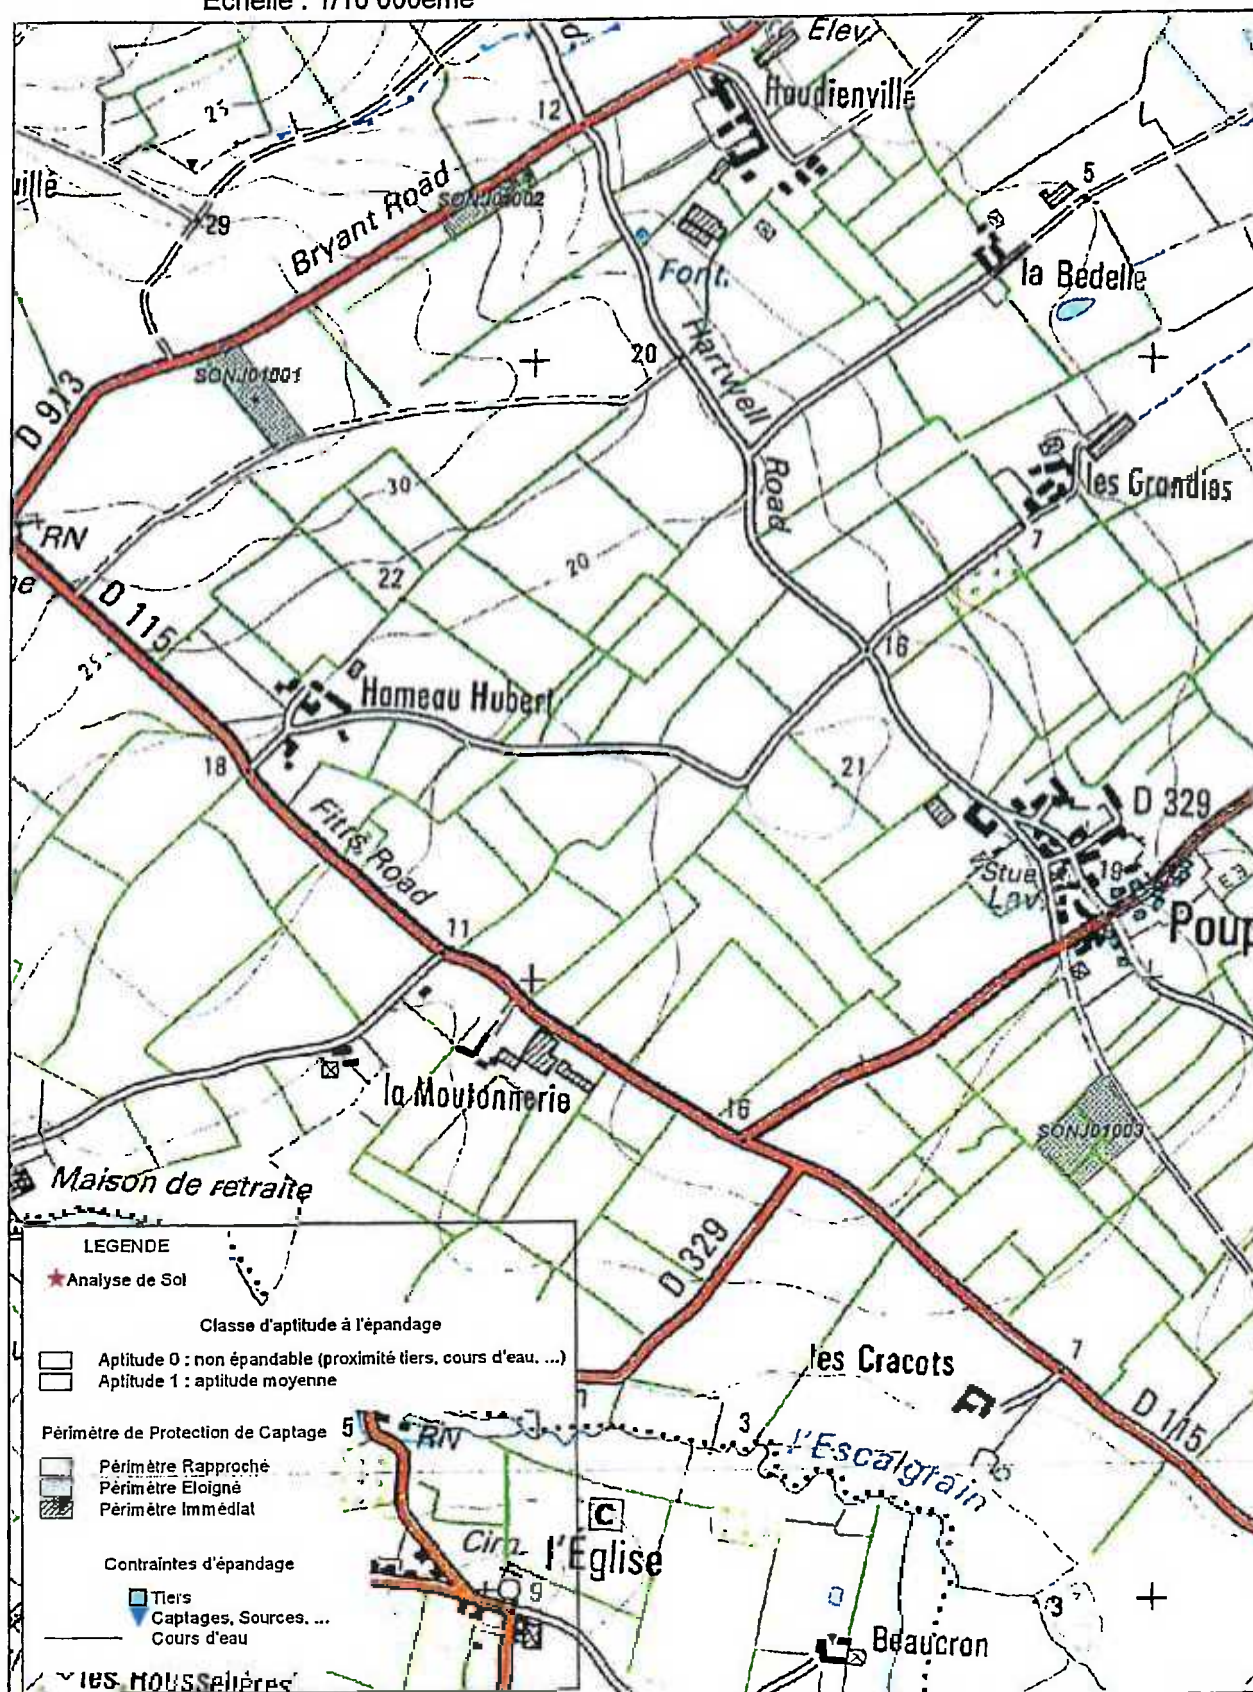 Echelle : 1/10 000ème
Elev.
Haudienville
12
25
29
Bryant Road
SONJ01002
5
la Bedelle
Font.
Hartwell
Road
20
SONJ01001
D 913
RN
30
les Grandins
7
22
20
D 115
25
16
Hameau Hubert
18
21
Fitts Road
D 329
Stue
Lav.
19
Poup
11
la Moutonnerie
16
SONJ01003
Maison de retraite
D 329
LEGENDE
Analyse de Sol
Classe d'aptitude à l'épandage
Aptitude 0 : non épandable (proximité tiers, cours d'eau, ...)
Aptitude 1 : aptitude moyenne
Périmètre de Protection de Captage
Périmètre Rapproché
Périmètre Eloigné
Périmètre Immédiat
Contraintes d'épandage
Tiers
Captages, Sources, ...
Cours d'eau
les Cracots
7
D 115
5
RN
3
l'Escalgrain
C
l'Église
9
3
Beaucron
les Rousselières